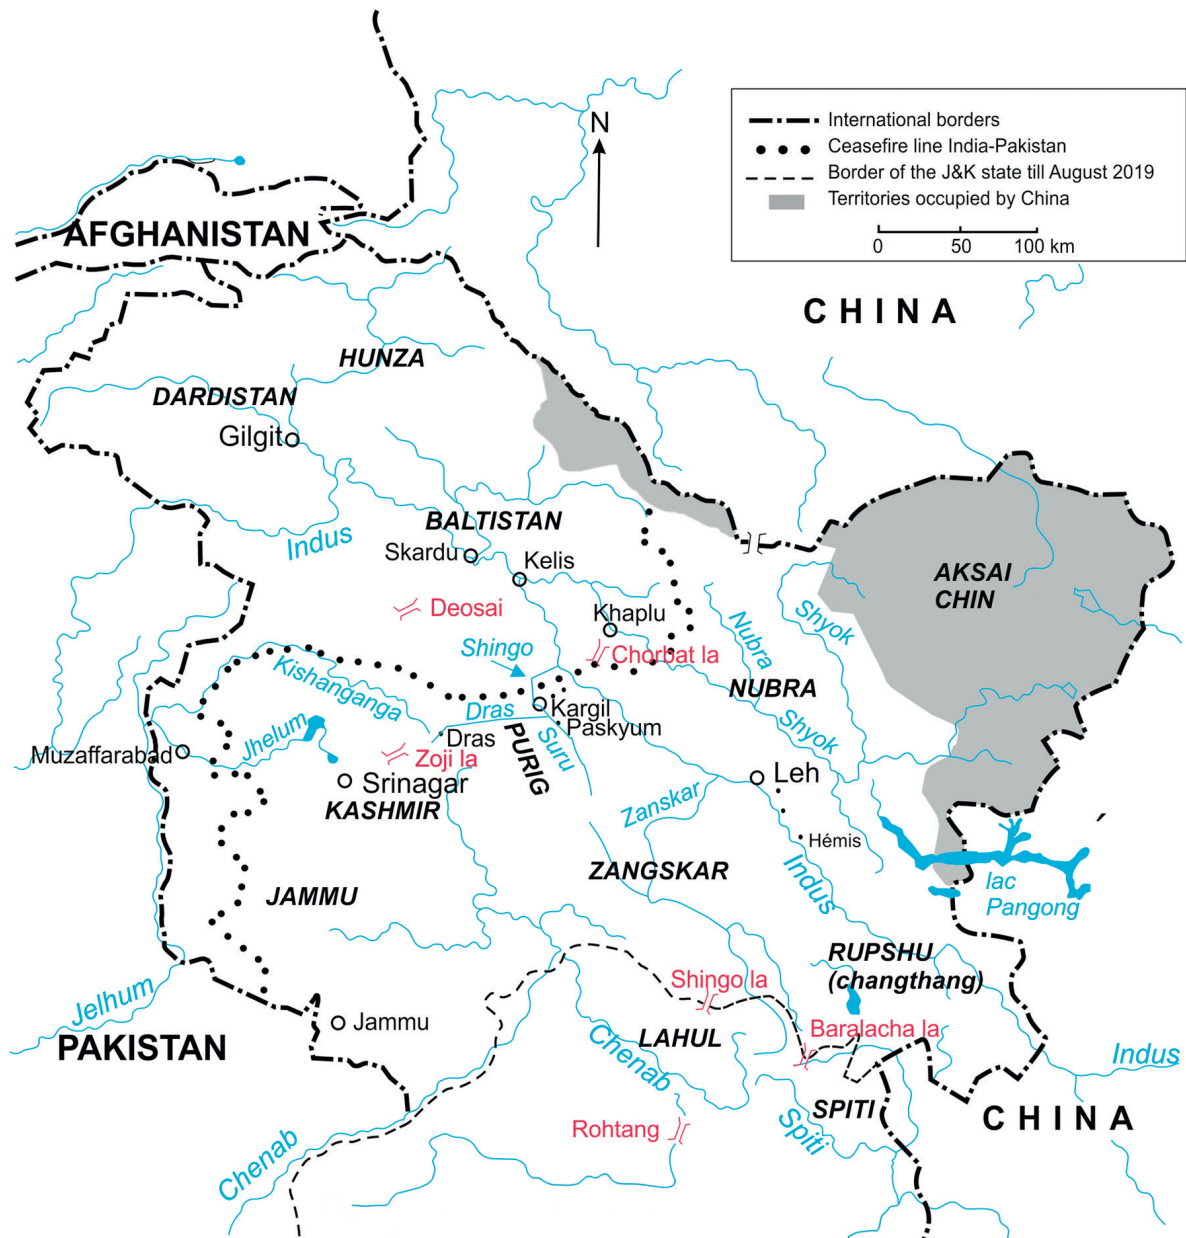 N
International borders
Ceasefire line India-Pakistan
Border of the J&K state till August 2019
Territories occupied by China
0 50 100 km
AFGHANISTAN
CHINA
HUNZA
DARDISTAN
Gilgit
BALTISTAN
Indus
Skardu
Kelis
AKSAI
CHIN
Deosai
Khaplu
Shyok
Nubra
Shingo
Chorbat la
Kishanganga
NUBRA
Kargil
Dras
Paskyum
Shyok
Jhelum
Muzaffarabad
Dras
PURIG
Suru
Zoji la
Srinagar
Leh
KASHMIR
Zanskar
Hémis
ZANGSKAR
Indus
lac
Pangong
JAMMU
RUPSHU
(changthang)
Shingo la
Jelhum
Jammu
LAHUL
Baralacha la
PAKISTAN
Chenab
Indus
SPITI
CHINA
Rohtang
Spiti
Chenab